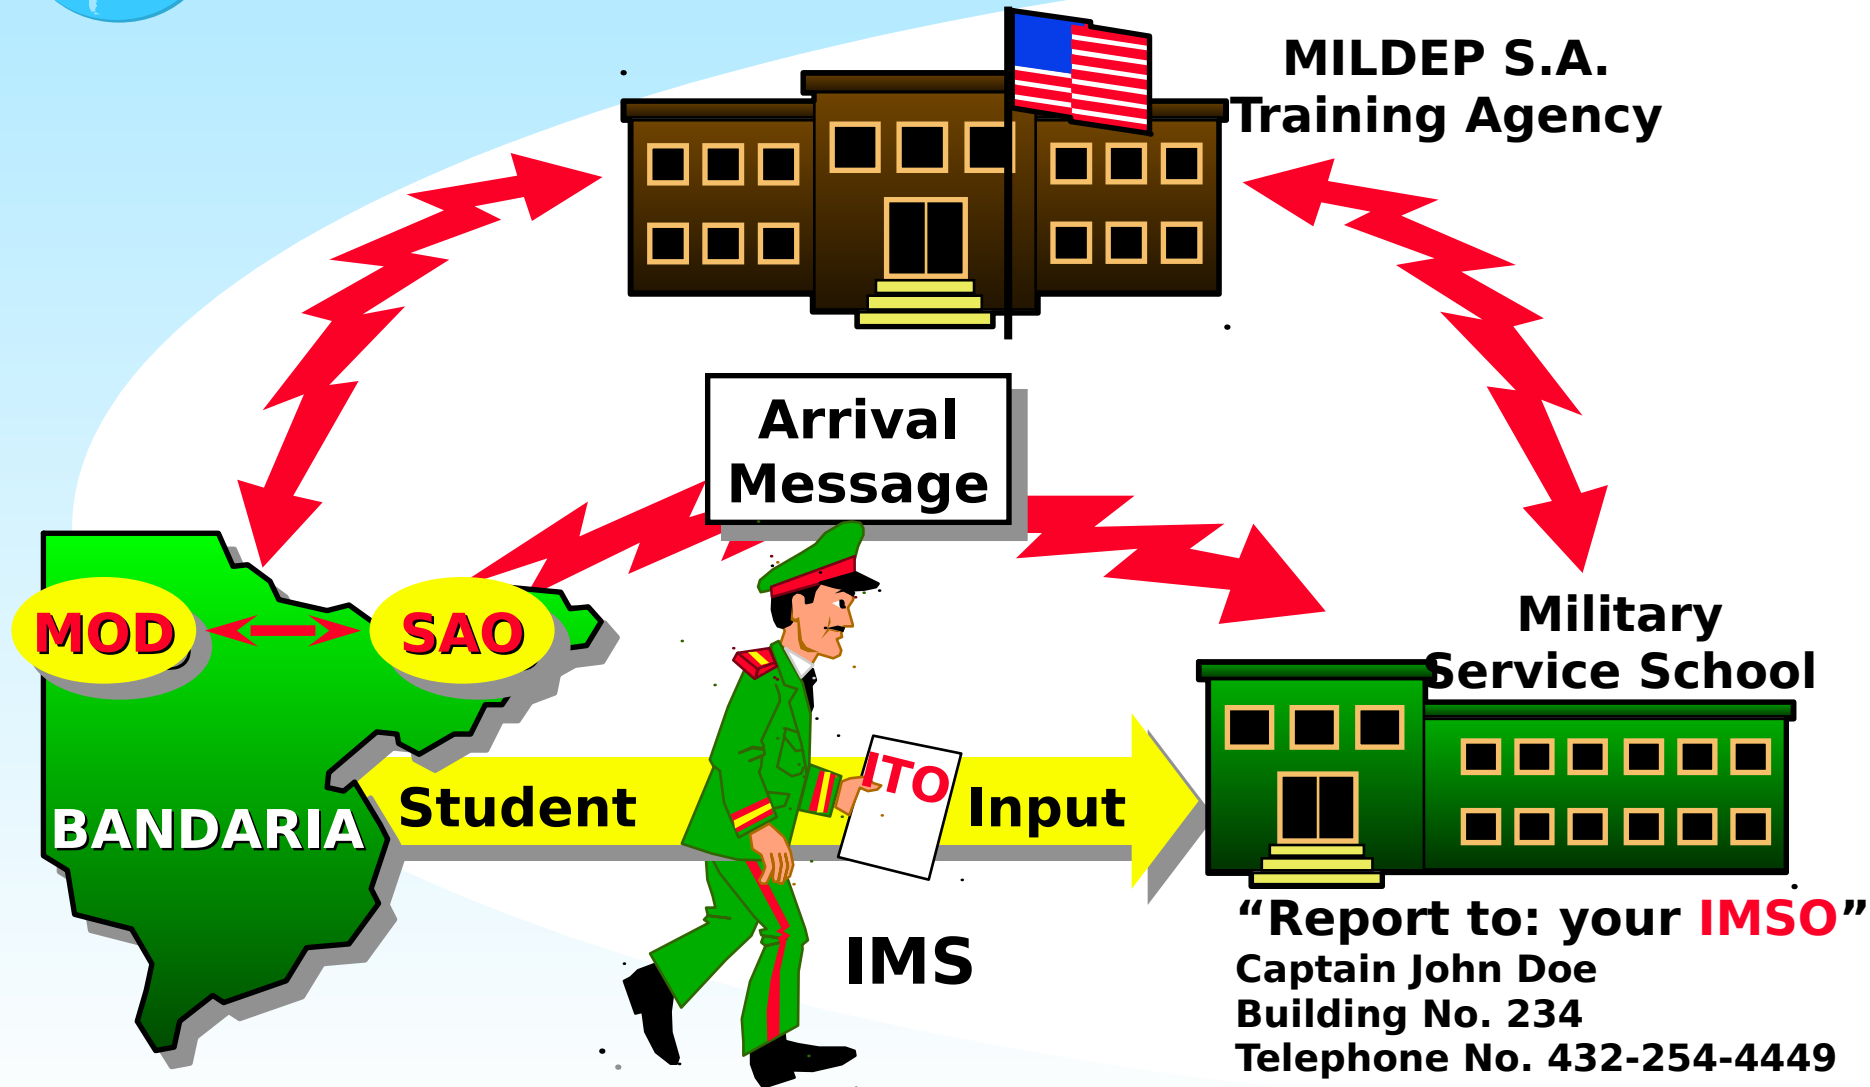 MILDEP S.A.
Training Agency
Arrival
Message
MOD
SAO
Military
Service School
BANDARIA
Student
ITO
Input
IMS
“Report to: your IMSO”
Captain John Doe
Building No. 234
Telephone No. 432-254-4449